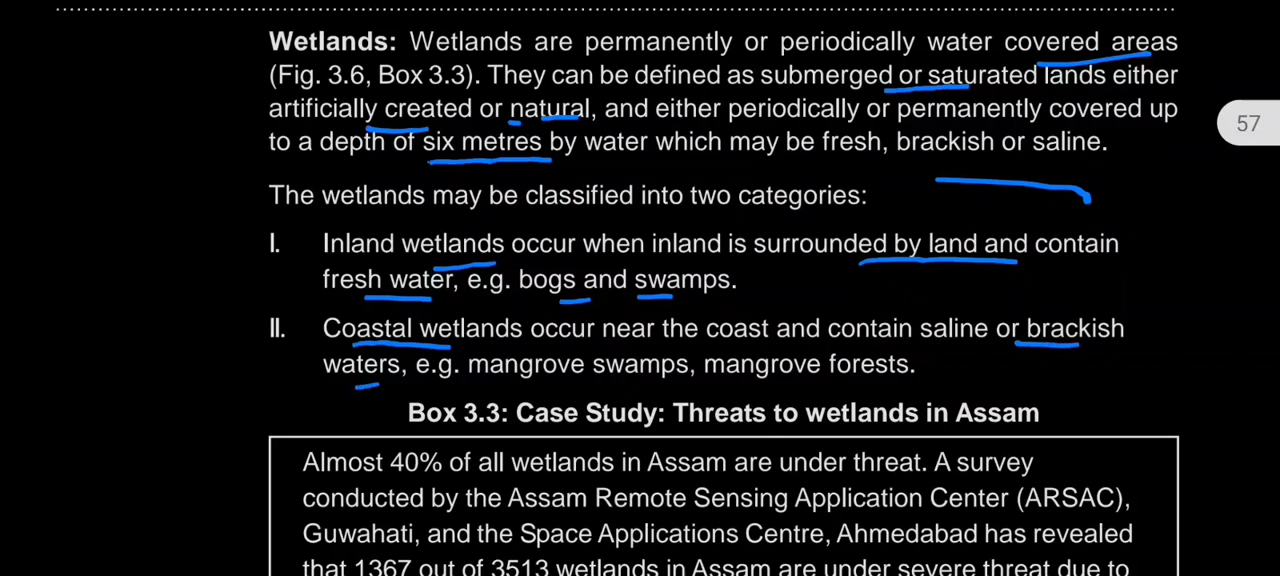 Wetlands: Wetlands are permanently or periodically water covered areas
(Fig. 3.6, Box 3.3). They can be defined as submerged or saturated lands either
artificially created or natural, and either periodically or permanently covered up
to a depth of six metres by water which may be fresh, brackish or saline.
57
The wetlands may be classified into two categories:
I. Inland wetlands occur when inland is surrounded by land and contain
fresh water, e.g. bogs and swamps.
II. Coastal wetlands occur near the coast and contain saline or brackish
waters, e.g. mangrove swamps, mangrove forests.
Box 3.3: Case Study: Threats to wetlands in Assam
Almost 40% of all wetlands in Assam are under threat. A survey
conducted by the Assam Remote Sensing Application Center (ARSAC),
Guwahati, and the Space Applications Centre, Ahmedabad has revealed
that 1367 out of 3513 wetlands in Assam are under severe threat due to